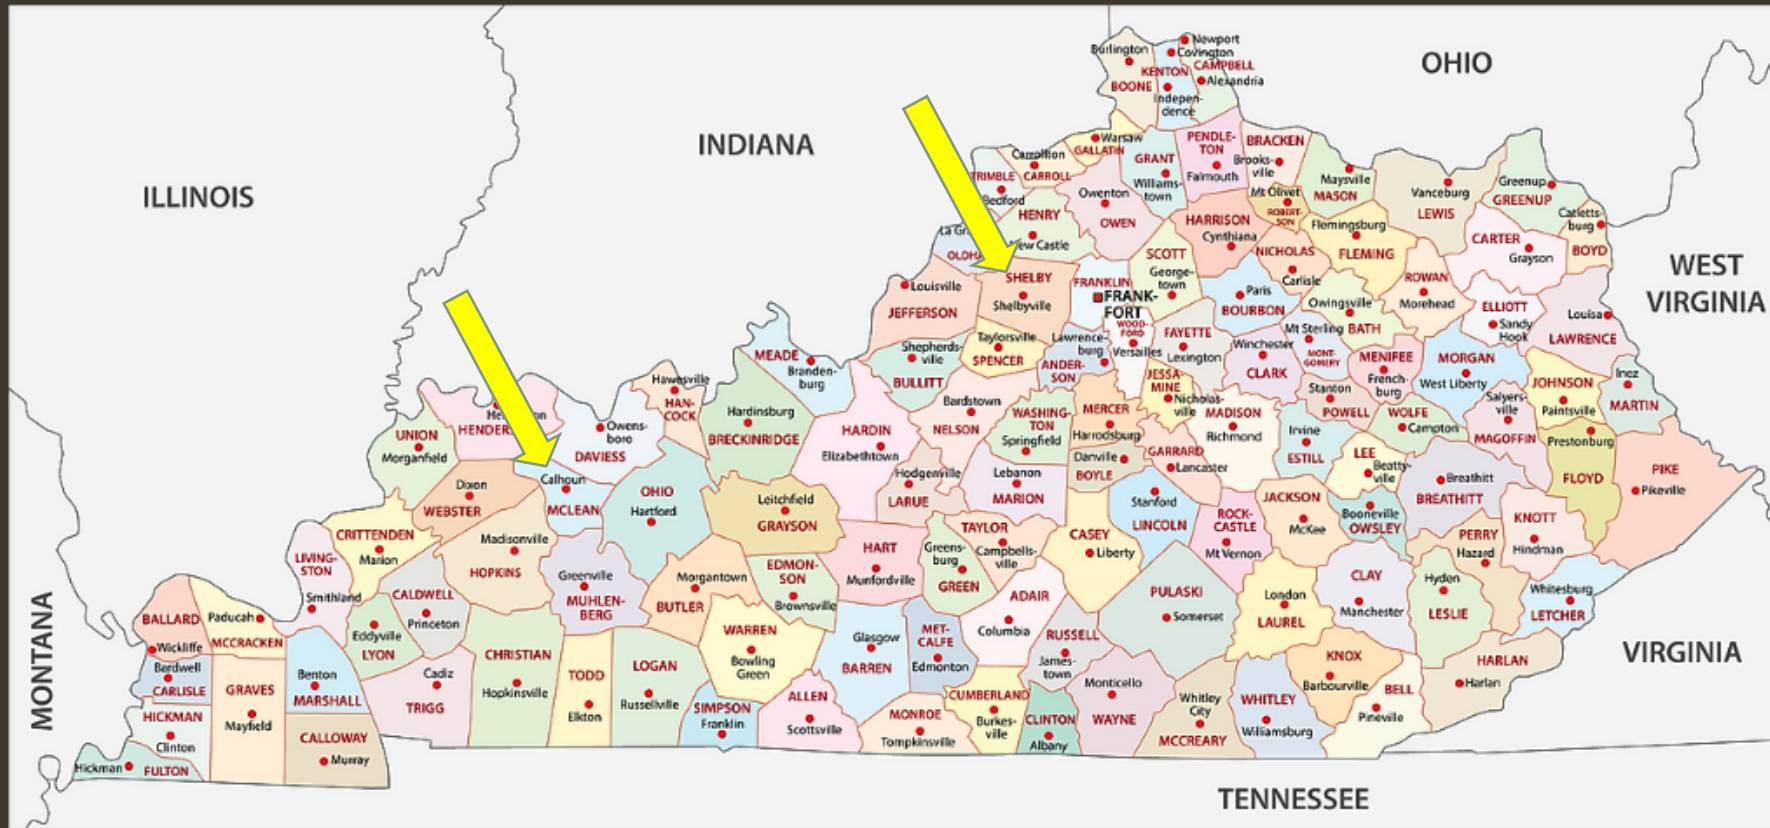 OHIO
INDIANA
ILLINOIS
WEST
VIRGINIA
VIRGINIA
TENNESSEE
MONTANA
Burlington
BOONE
Newport
Covington
KENTON
CAMPBELL
Alexandria
Indepen-
dence
Warsaw
GALLATIN
Carrollton
CARROLL
TRIMBLE
Bedford
HENRY
New Castle
La Gra
OLDHA
Owenton
OWEN
GRANT
Williams-
town
PENDLE-
TON
Falmouth
BRACKEN
Brooks-
ville
Mt Olivet
ROBERT-
SON
Maysville
MASON
Vanceburg
LEWIS
Greenup
GREENUP
Catletts-
burg
BOYD
CARTER
Grayson
Flemingsburg
FLEMING
HARRISON
Cynthiana
NICHOLAS
Carlisle
SCOTT
George-
town
FRANKLIN
FRANK-
FORT
SHELBY
Shelbyville
Louisville
JEFFERSON
Taylorsville
SPENCER
Shepherds-
ville
BULLITT
Lawrence-
burg
ANDER-
SON
WOOD-
FORD
Versailles
FAYETTE
Lexington
Paris
BOURBON
Winchester
CLARK
Mt Sterling
MONT-
GOMERY
Owingsville
BATH
ROWAN
Morehead
ELLIOTT
Sandy
Hook
Louisa
LAWRENCE
MENIFEE
French-
burg
MORGAN
West Liberty
JOHNSON
Paintsville
Inez
MARTIN
Salyers-
ville
MAGOFFIN
WOLFE
Campton
Stanton
POWELL
Irvine
ESTILL
LEE
Beatty-
ville
Breathitt
BREATHITT
Prestonburg
FLOYD
PIKE
Pikeville
KNOTT
Hindman
PERRY
Hazard
Booneville
OWSLEY
JACKSON
McKee
MADISON
Richmond
JESSA-
MINE
Nicholas-
ville
MERCER
Harrodsburg
GARRARD
Lancaster
Danville
BOYLE
WASHING-
TON
Springfield
Bardstown
NELSON
Lebanon
MARION
Hodgenville
LARUE
HARDIN
Elizabethtown
MEADE
Branden-
burg
Hardinsburg
BRECKINRIDGE
Hawesville
HAN-
COCK
Owens-
boro
DAVIESS
He
on
HENDER
UNION
Morganfield
Dixon
WEBSTER
Calhoun
MCLEAN
OHIO
Hartford
Leitchfield
GRAYSON
HART
Munfordville
Greens-
burg
GREEN
TAYLOR
Campbells-
ville
CASEY
Liberty
Stanford
LINCOLN
ROCK-
CASTLE
Mt Vernon
PULASKI
Somerset
London
LAUREL
CLAY
Manchester
Hyden
LESLIE
Whitesburg
LETCHER
HARLAN
Harlan
BELL
Pineville
KNOX
Barbourville
WHITLEY
Williamsburg
Whitley
City
MCCREARY
Monticello
WAYNE
RUSSELL
James-
town
ADAIR
Columbia
CUMBERLAND
Burkes-
ville
CLINTON
Albany
MET-
CALFE
Edmonton
MONROE
Tompkinsville
Glasgow
BARREN
ALLEN
Scottsville
WARREN
Bowling
Green
EDMON-
SON
Brownsville
Morgantown
BUTLER
SIMPSON
Franklin
LOGAN
Russellville
TODD
Elkton
Greenville
MUHLEN-
BERG
Madisonville
HOPKINS
CHRISTIAN
Hopkinsville
CALDWELL
Princeton
CRITTENDEN
Marion
LIVING-
STON
Smithland
Eddyville
LYON
Cadiz
TRIGG
Benton
MARSHALL
CALLOWAY
Murray
Paducah
MCCRACKEN
BALLARD
Wickliffe
Bardwell
CARLISLE
GRAVES
Mayfield
HICKMAN
Clinton
Hickman
FULTON